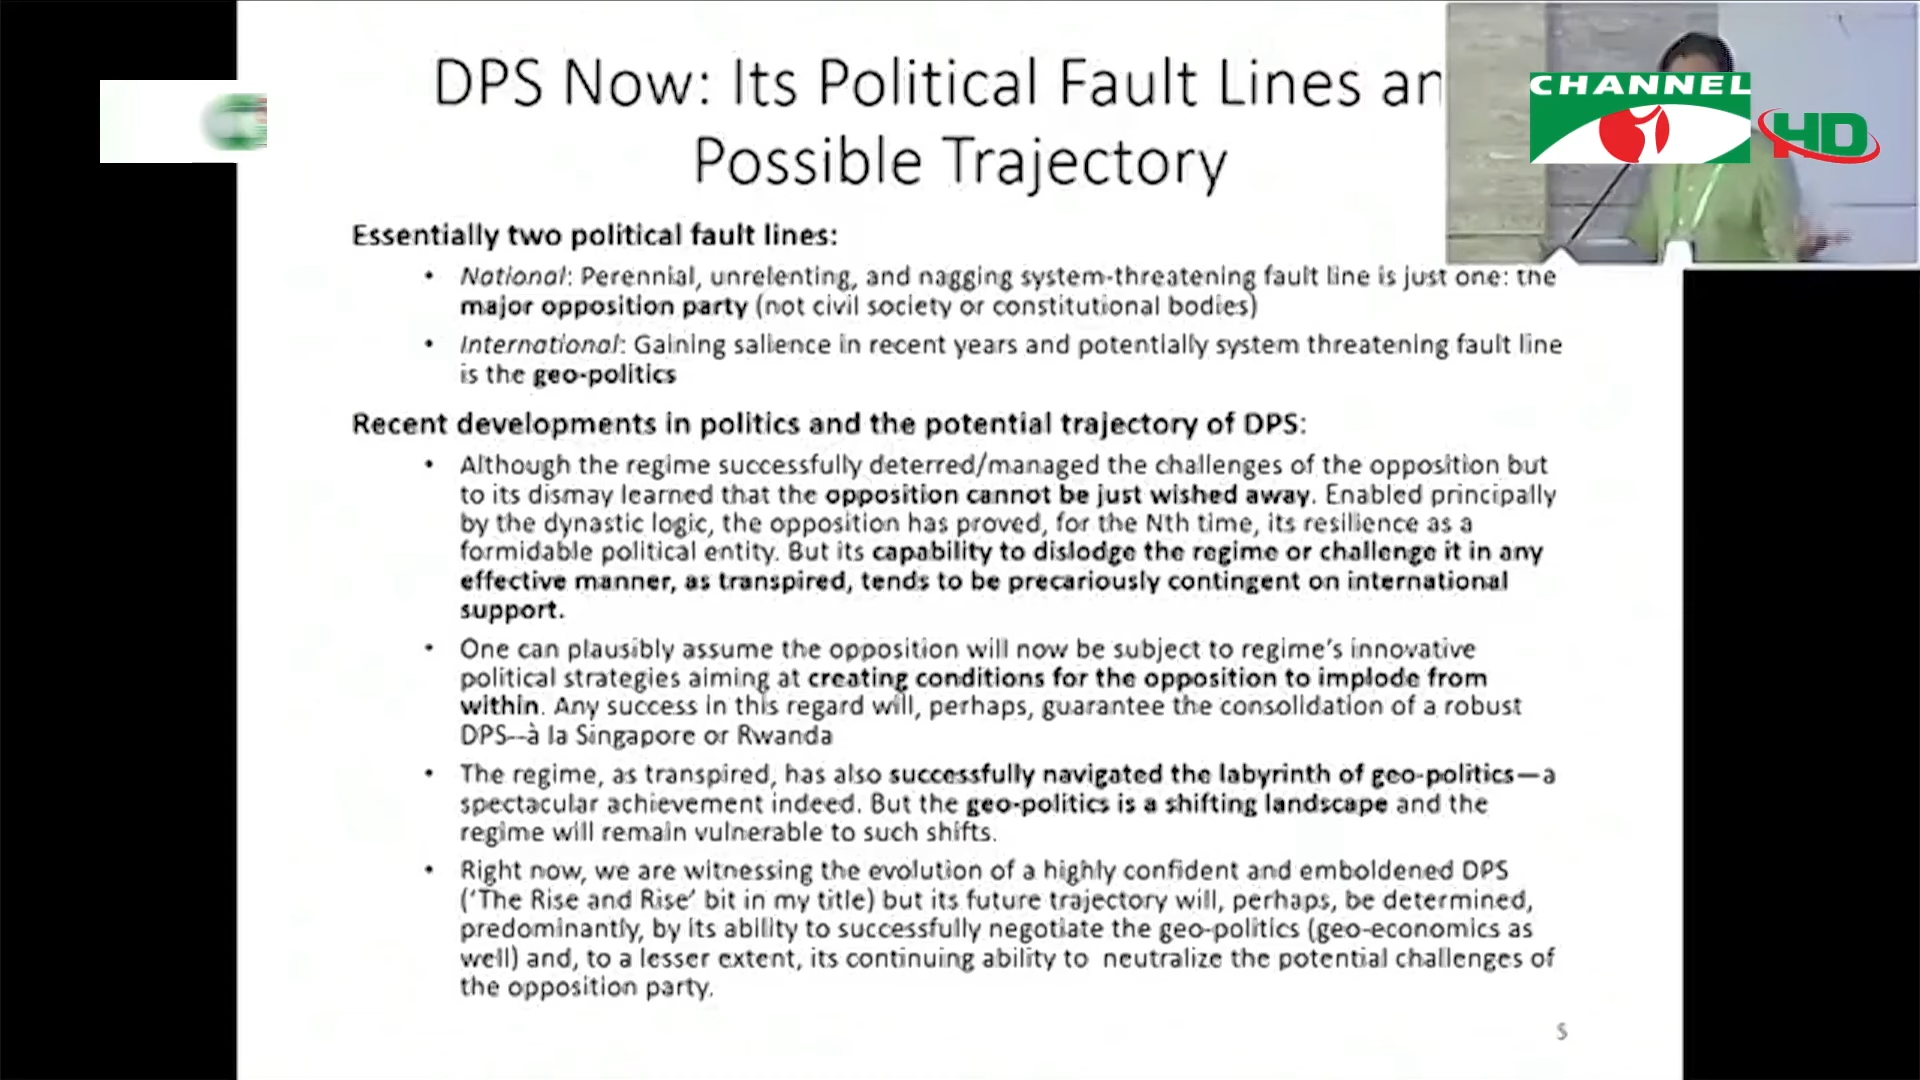 DPS Now: Its Political Fault Lines an
Possible Trajectory
CHANNEL
HD
Essentially two political fault lines:
• National: Perennial, unrelenting, and nagging system-threatening fault line is just one: the
major opposition party (not civil society or constitutional bodies)
• International: Gaining salience in recent years and potentially system threatening fault line
is the geo-politics
Recent developments in politics and the potential trajectory of DPS:
• Although the regime successfully deterred/managed the challenges of the opposition but
to its dismay learned that the opposition cannot be just wished away. Enabled principally
by the dynastic logic, the opposition has proved, for the Nth time, its resilience as a
formidable political entity. But its capability to dislodge the regime or challenge it in any
effective manner, as transpired, tends to be precariously contingent on international
support.
• One can plausibly assume the opposition will now be subject to regime's innovative
political strategies aiming at creating conditions for the opposition to implode from
within. Any success in this regard will, perhaps, guarantee the consolidation of a robust
DPS--à la Singapore or Rwanda
• The regime, as transpired, has also successfully navigated the labyrinth of geo-politics—a
spectacular achievement indeed. But the geo-politics is a shifting landscape and the
regime will remain vulnerable to such shifts.
• Right now, we are witnessing the evolution of a highly confident and emboldened DPS
('The Rise and Rise' bit in my title) but its future trajectory will, perhaps, be determined,
predominantly, by its ability to successfully negotiate the geo-politics (geo-economics as
well) and, to a lesser extent, its continuing ability to neutralize the potential challenges of
the opposition party.
5